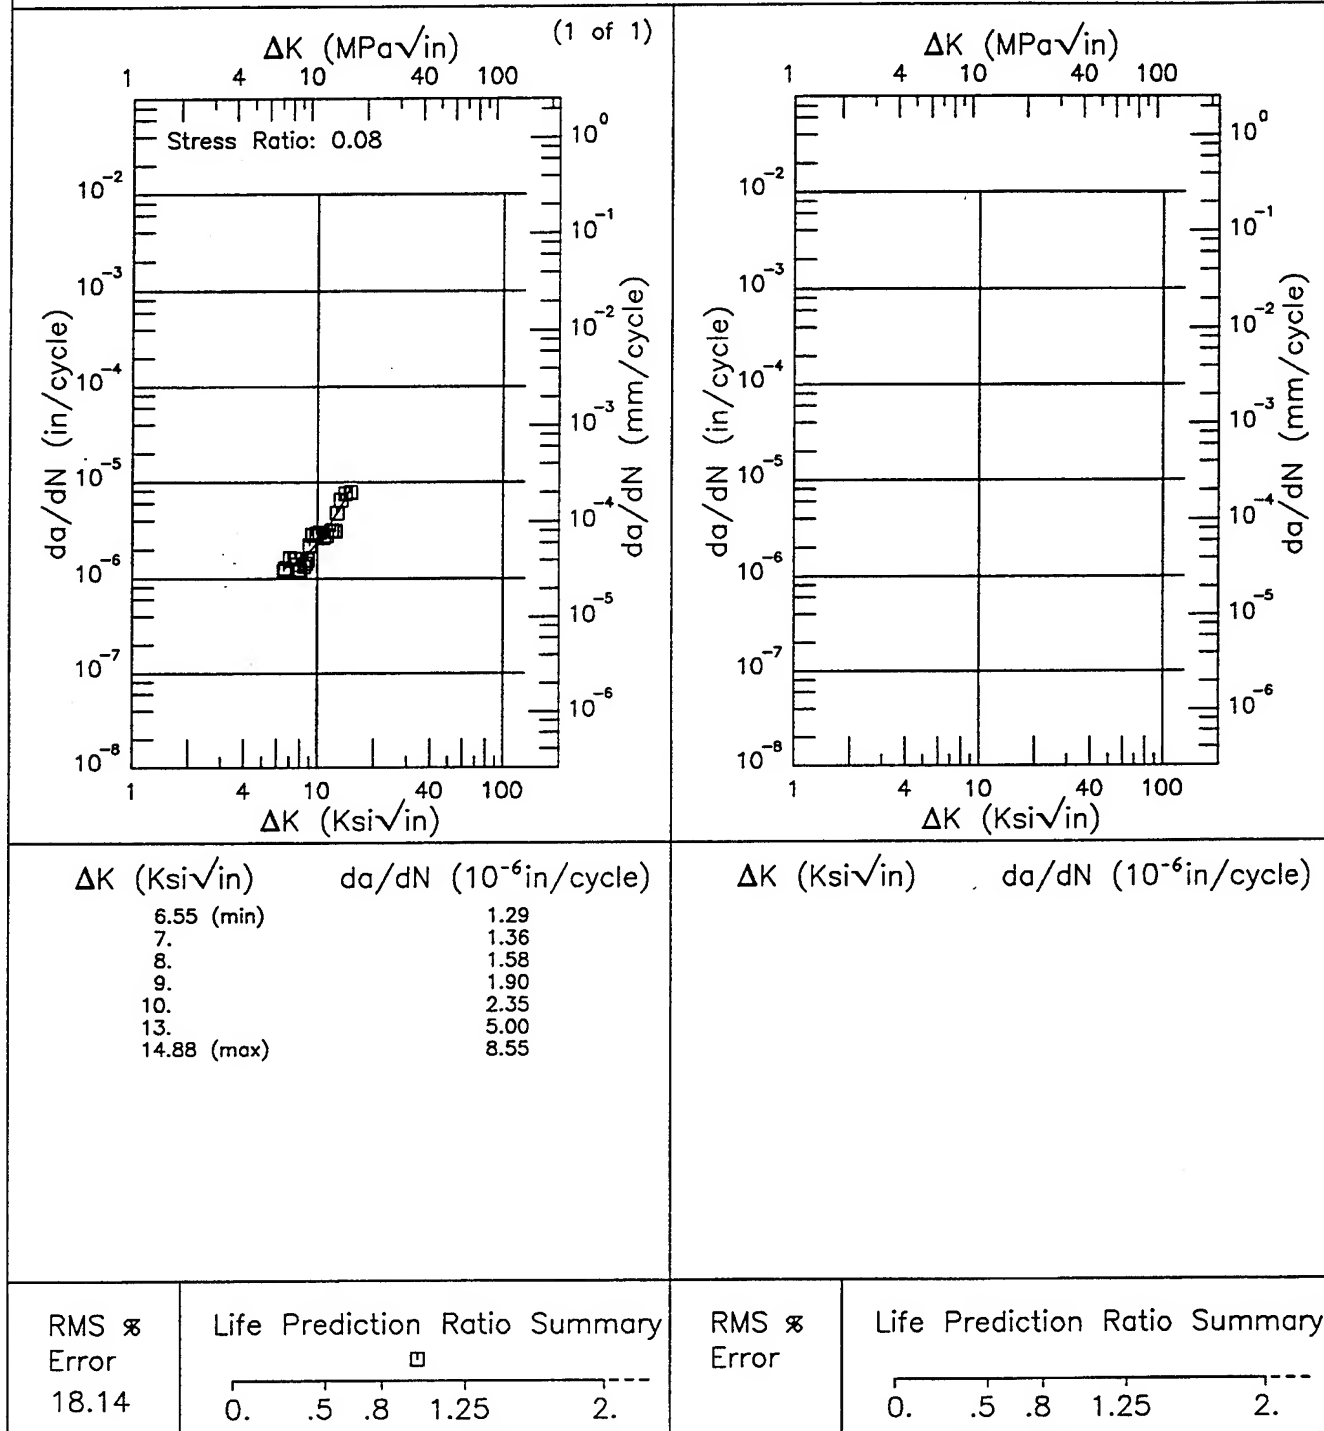 (1 of 1)
ΔK (MPa√in)
1 4 10 40 100
Stress Ratio: 0.08
da/dN (in/cycle)
10⁻²
10⁻³
10⁻⁴
10⁻⁵
10⁻⁶
10⁻⁷
10⁻⁸
10⁰
10⁻¹
10⁻²
10⁻³
10⁻⁴
10⁻⁵
10⁻⁶
da/dN (mm/cycle)
1 4 10 40 100
ΔK (Ksi√in)
ΔK (MPa√in)
1 4 10 40 100
da/dN (in/cycle)
10⁻²
10⁻³
10⁻⁴
10⁻⁵
10⁻⁶
10⁻⁷
10⁻⁸
10⁰
10⁻¹
10⁻²
10⁻³
10⁻⁴
10⁻⁵
10⁻⁶
da/dN (mm/cycle)
1 4 10 40 100
ΔK (Ksi√in)
ΔK (Ksi√in) da/dN (10⁻⁶in/cycle)
6.55 (min) 1.29
7. 1.36
8. 1.58
9. 1.90
10. 2.35
13. 5.00
14.88 (max) 8.55
ΔK (Ksi√in) da/dN (10⁻⁶in/cycle)
RMS %
Error
18.14
Life Prediction Ratio Summary
0. .5 .8 1.25 2.
RMS %
Error
Life Prediction Ratio Summary
0. .5 .8 1.25 2.